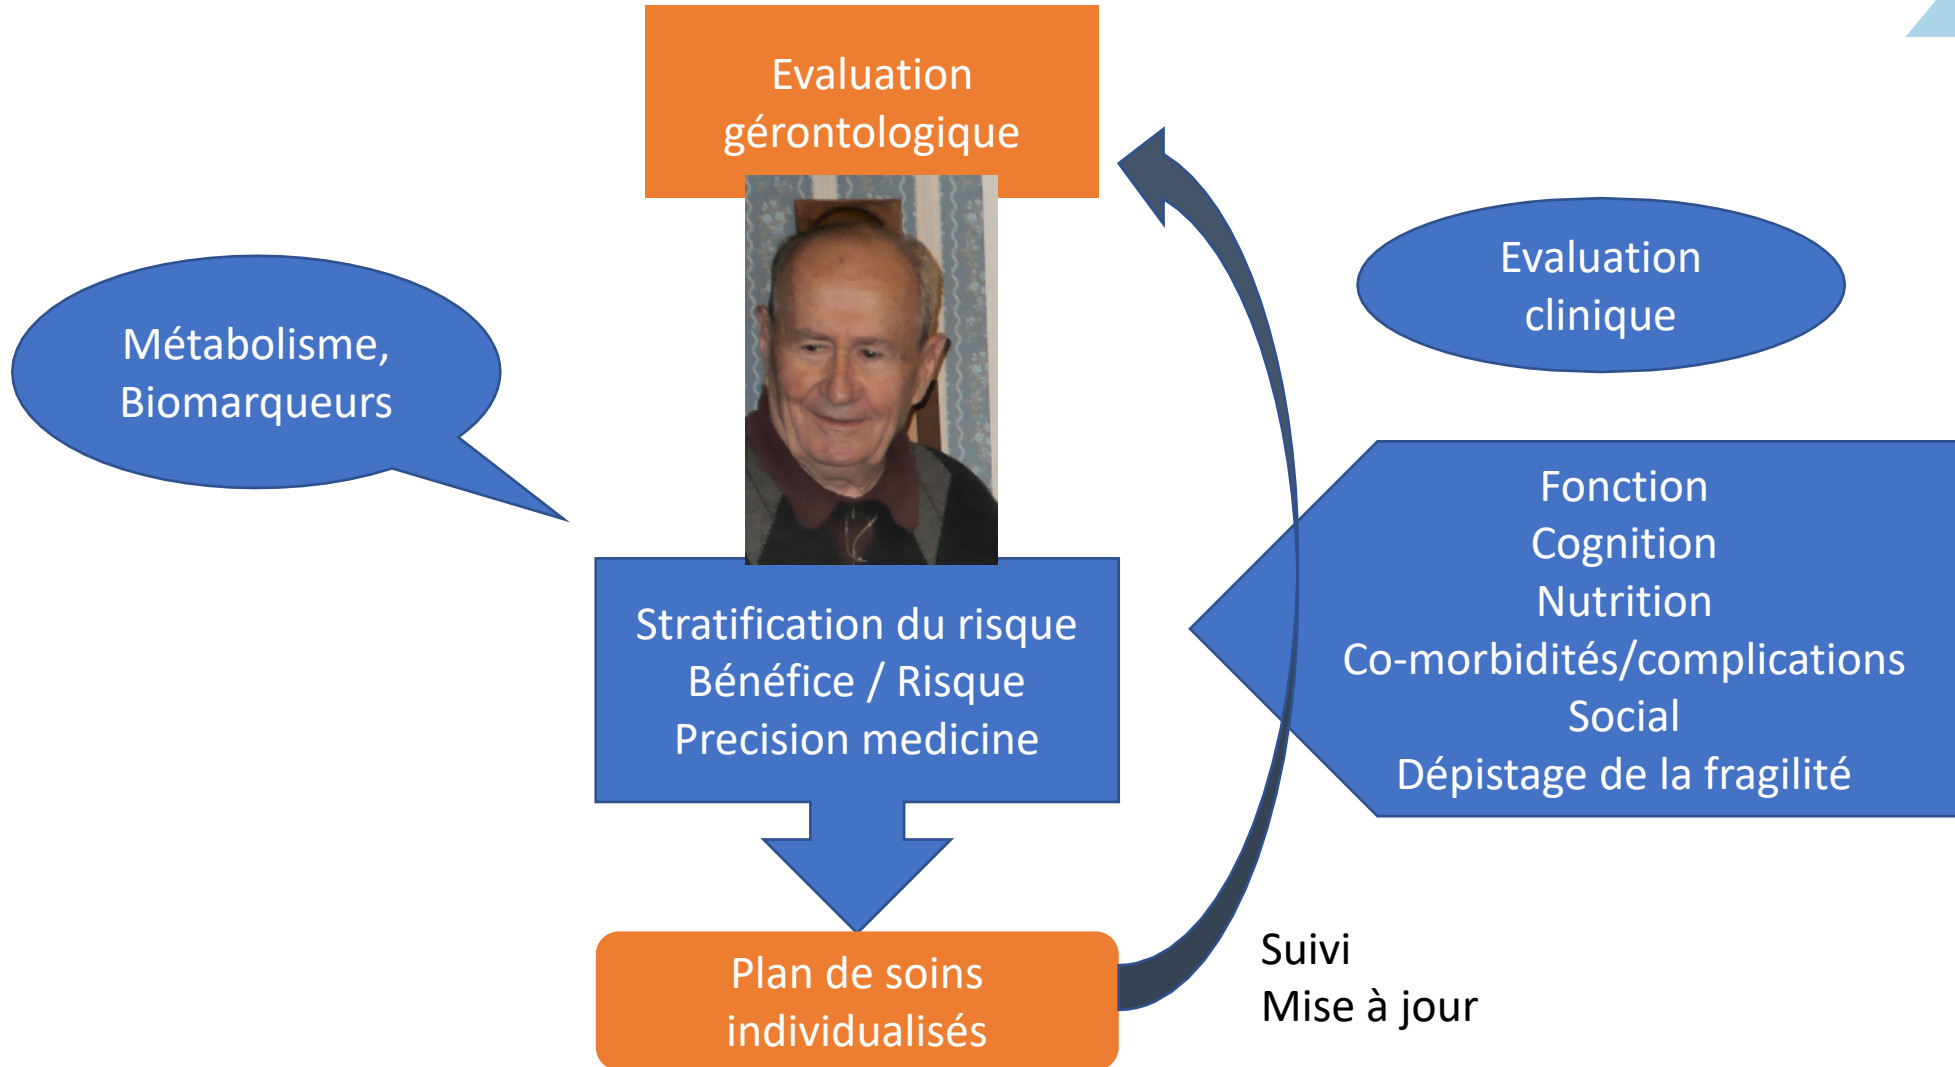 Evaluation
gérontologique
Métabolisme,
Biomarqueurs
Evaluation
clinique
Fonction
Cognition
Nutrition
Co-morbidités/complications
Social
Dépistage de la fragilité
Stratification du risque
Bénéfice / Risque
Precision medicine
Plan de soins
individualisés
Suivi
Mise à jour